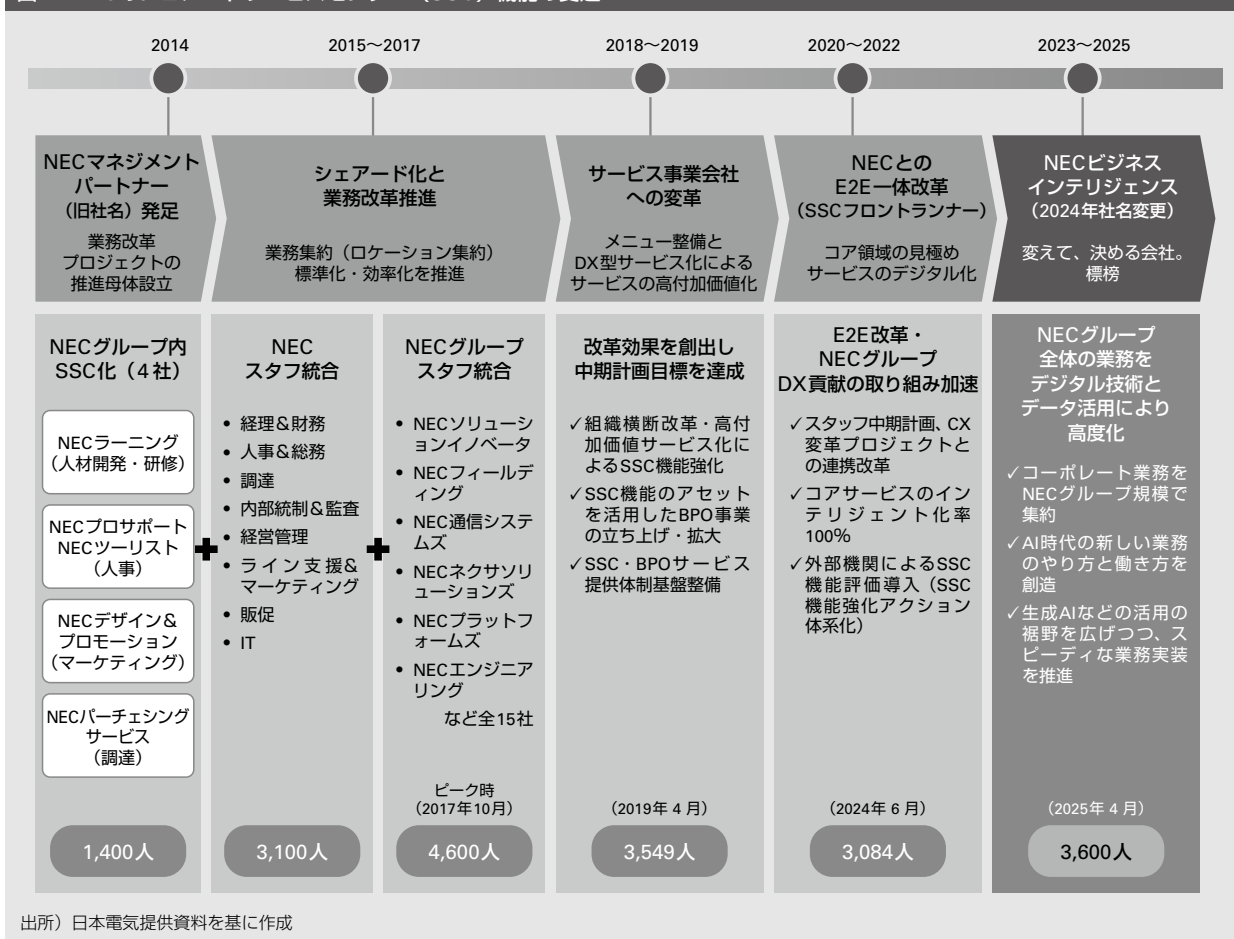 2014
2015〜2017
2018〜2019
2020〜2022
2023〜2025
NECマネジメント
パートナー
（旧社名）発足
業務改革
プロジェクトの
推進母体設立
シェアード化と
業務改革推進
業務集約（ロケーション集約）
標準化・効率化を推進
サービス事業会社
への変革
メニュー整備と
DX型サービス化による
サービスの高付加価値化
NECとの
E2E一体改革
（SSCフロントランナー）
コア領域の見極め
サービスのデジタル化
NECビジネス
インテリジェンス
（2024年社名変更）
変えて、決める会社。
標榜
NECグループ内
SSC化（4社）
NECラーニング
（人材開発・研修）
NECプロサポート
NECツーリスト
（人事）
NECデザイン＆
プロモーション
（マーケティング）
NECパーチェシング
サービス
（調達）
1,400人
NEC
スタフ統合
• 経理＆財務
• 人事＆総務
• 調達
• 内部統制＆監査
• 経営管理
• ライン支援＆
マーケティング
• 販促
• IT
3,100人
NECグループ
スタフ統合
• NECソリューシ
ョンイノベータ
• NECフィールデ
ィング
• NEC通信システ
ムズ
• NECネクサソリ
ューションズ
• NECプラットフ
ォームズ
• NECエンジニア
リング
など全15社
ピーク時
（2017年10月）
4,600人
改革効果を創出し
中期計画目標を達成
✓組織横断改革・高付
加価値サービス化に
よるSSC機能強化
✓SSC機能のアセット
を活用したBPO事業
の立ち上げ・拡大
✓SSC・BPOサービス
提供体制基盤整備
（2019年 4 月）
3,549人
E2E改革・
NECグループ
DX貢献の取り組み加速
✓スタッフ中期計画、CX
変革プロジェクトと
の連携改革
✓コアサービスのイン
テリジェント化率
100%
✓外部機関によるSSC
機能評価導入（SSC
機能強化アクション
体系化）
（2024年 6 月）
3,084人
NECグループ
全体の業務を
デジタル技術と
データ活用により
高度化
✓コーポレート業務を
NECグループ規模で
集約
✓AI時代の新しい業務
のやり方と働き方を
創造
✓生成AIなどの活用の
裾野を広げつつ、ス
ピーディな業務実装
を推進
（2025年 4 月）
3,600人
出所）日本電気提供資料を基に作成